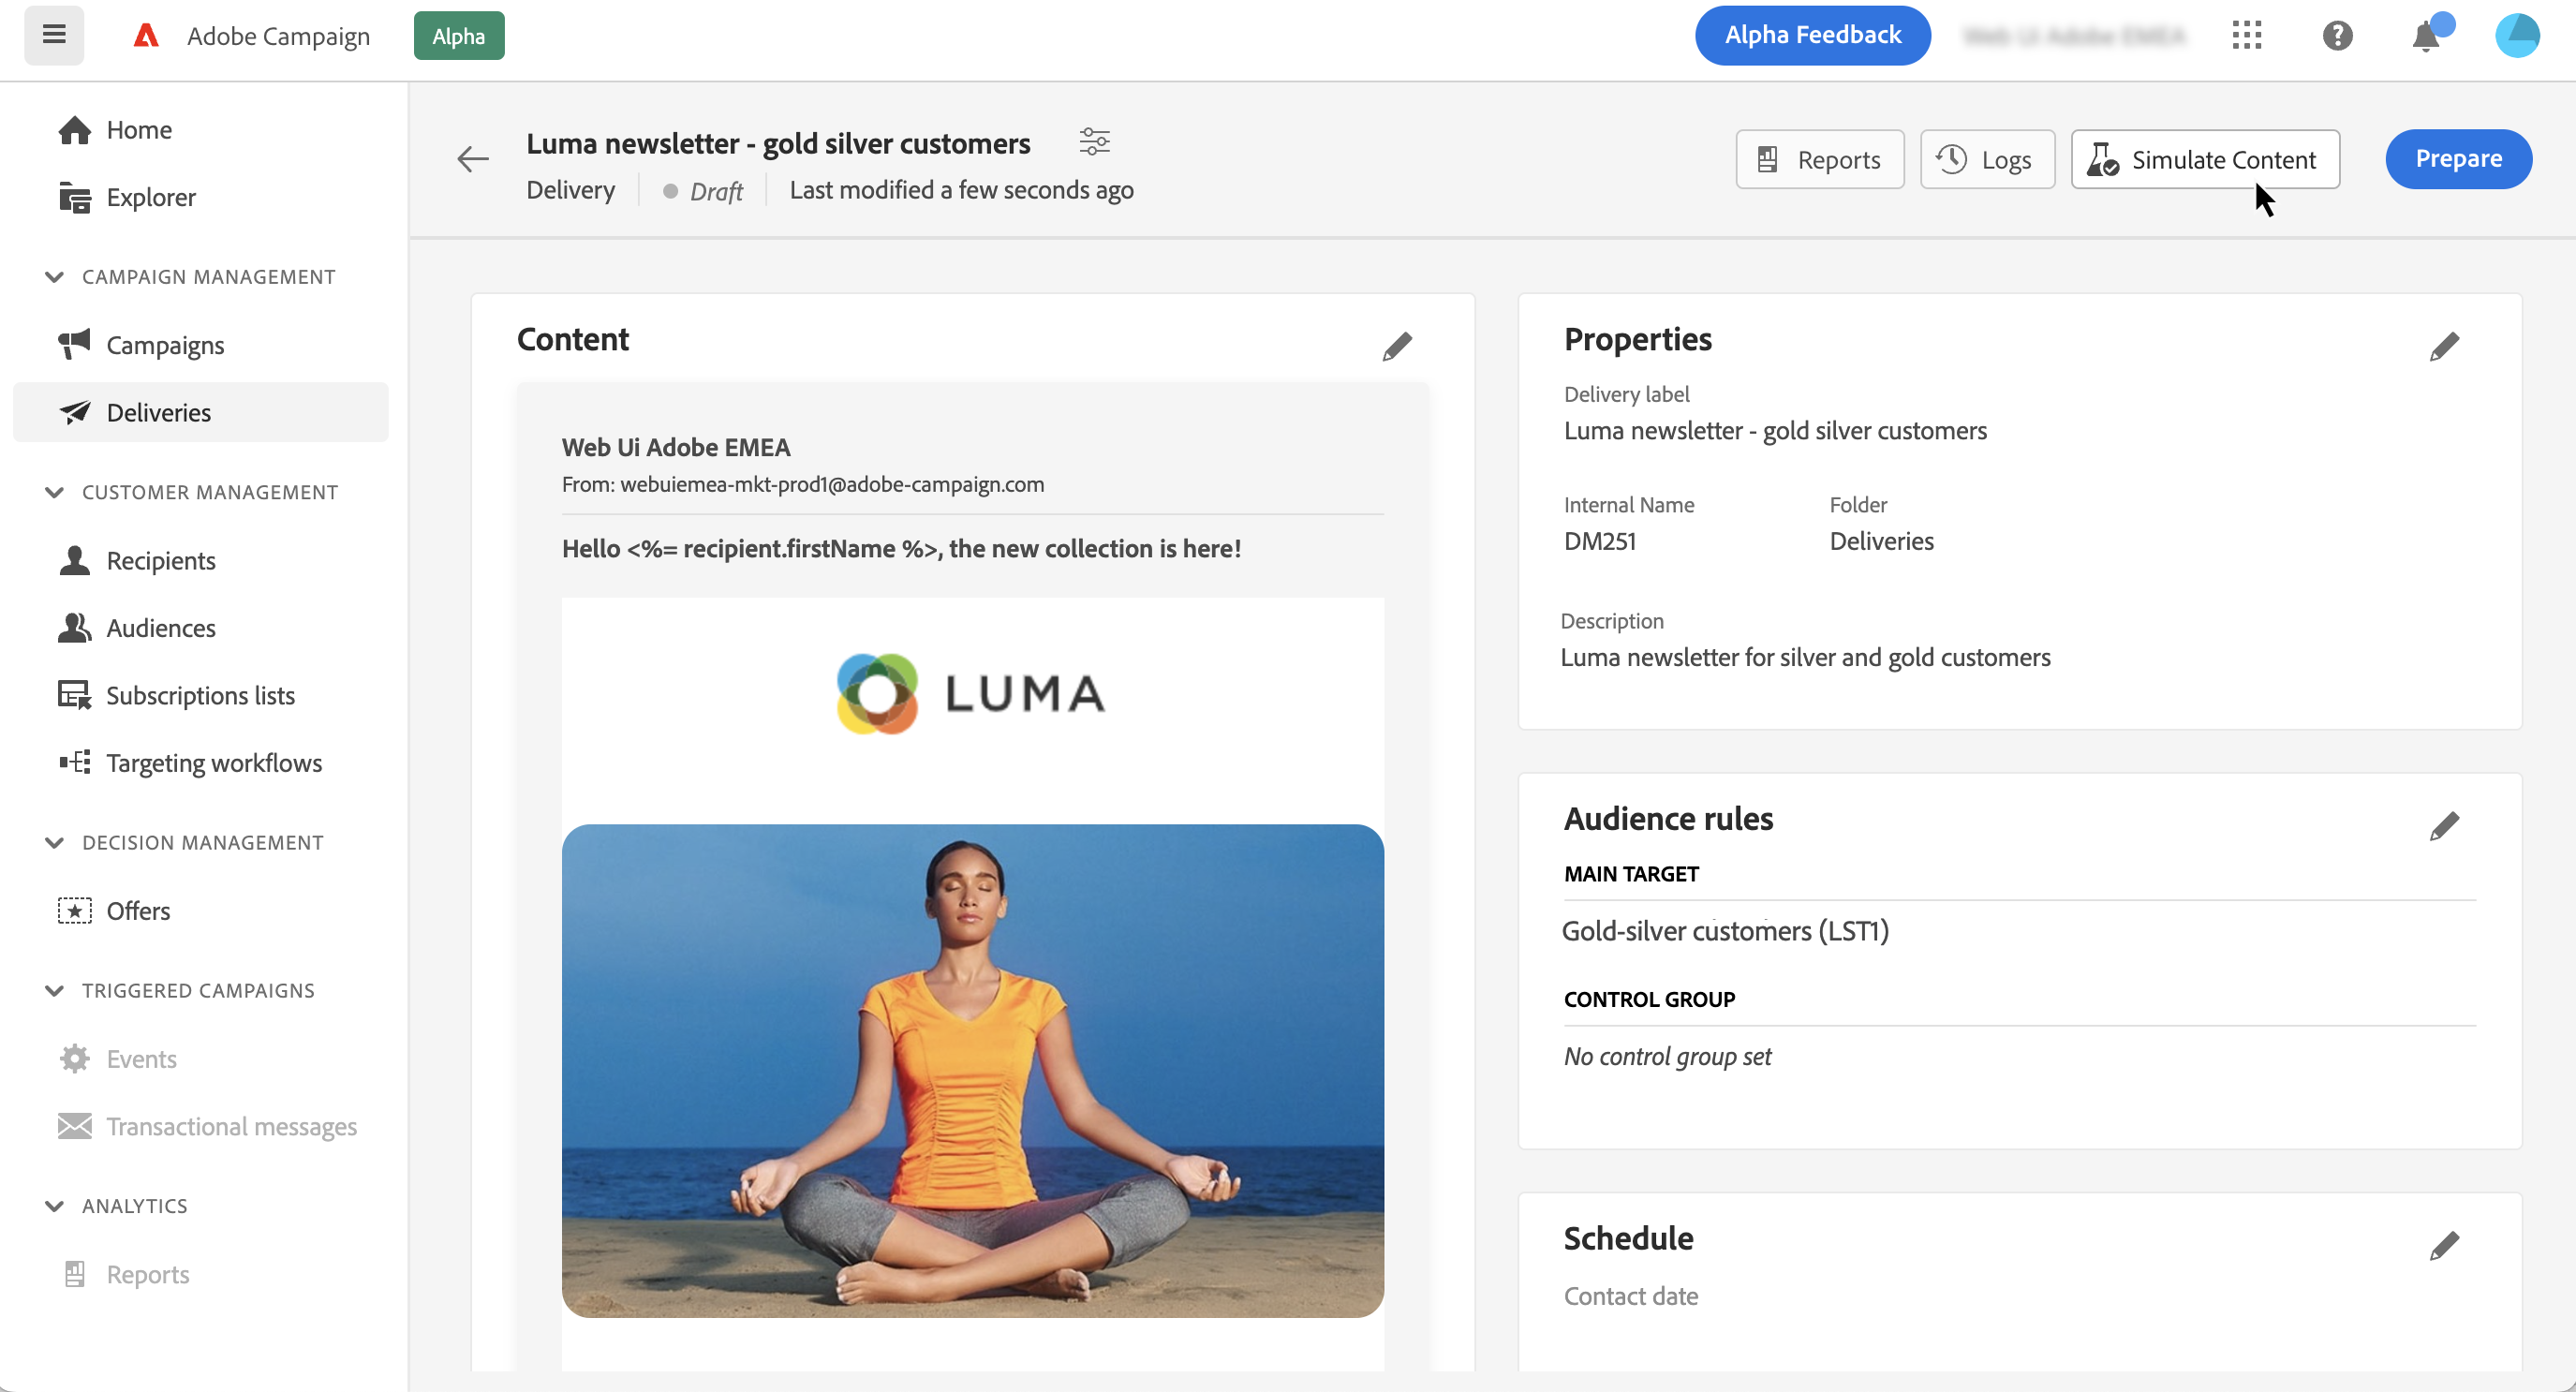 Adobe Campaign
Alpha
Alpha Feedback
Home
Explorer
CAMPAIGN MANAGEMENT
Campaigns
Deliveries
CUSTOMER MANAGEMENT
Recipients
Audiences
Subscriptions lists
Targeting workflows
DECISION MANAGEMENT
Offers
TRIGGERED CAMPAIGNS
Events
Transactional messages
ANALYTICS
Reports
Luma newsletter - gold silver customers
Delivery
Draft
Last modified a few seconds ago
Reports
Logs
Simulate Content
Prepare
Content
Web Ui Adobe EMEA
From: webuiemea-mkt-prod1@adobe-campaign.com
Hello <%= recipient.firstName %>, the new collection is here!
LUMA
Properties
Delivery label
Luma newsletter - gold silver customers
Internal Name
Folder
DM251
Deliveries
Description
Luma newsletter for silver and gold customers
Audience rules
MAIN TARGET
Gold-silver customers (LST1)
CONTROL GROUP
No control group set
Schedule
Contact date